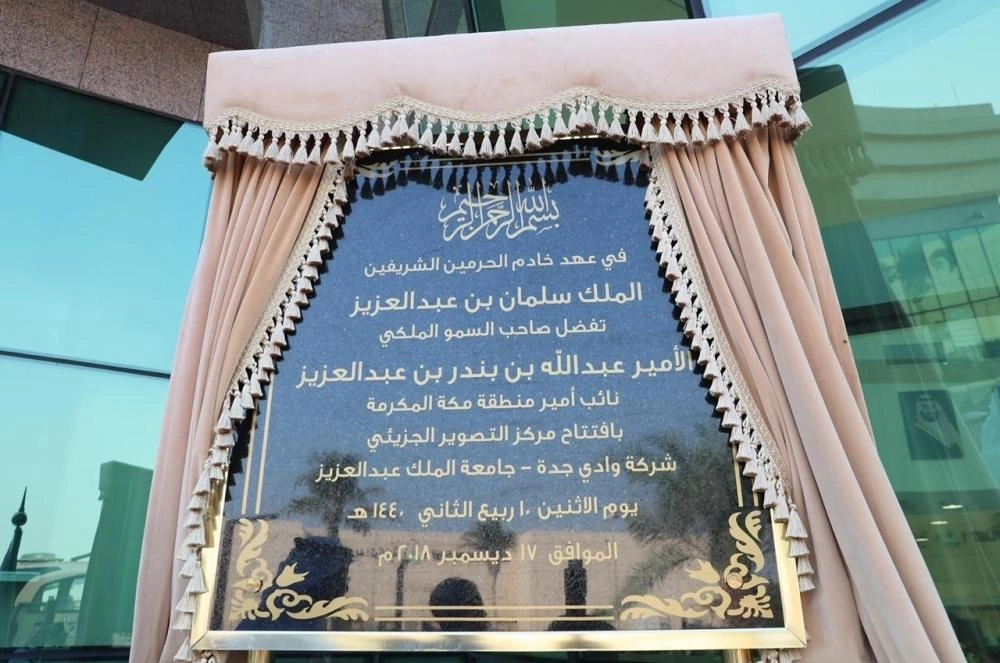 بسم الله الرحمن الرحيم
في عهد خادم الحرمين الشريفين
الملك سلمان بن عبدالعزيز
تفضل صاحب السمو الملكي
الأمير عبدالله بن بندر بن عبدالعزيز
نائب أمير منطقة مكة المكرمة
بافتتاح مركز التصوير الجزيئي
شركة وادي جدة - جامعة الملك عبدالعزيز
يوم الاثنين ١٠ ربيع الثاني ١٤٤٠ هـ
الموافق ١٧ ديسمبر ٢٠١٨م